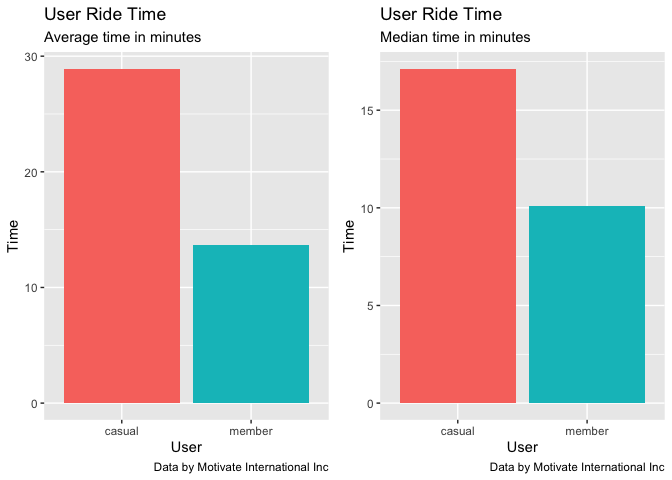 User Ride Time
Average time in minutes
30
20
10
0
Time
casual
member
User
Data by Motivate International Inc
User Ride Time
Median time in minutes
15
10
5
0
Time
casual
member
User
Data by Motivate International Inc